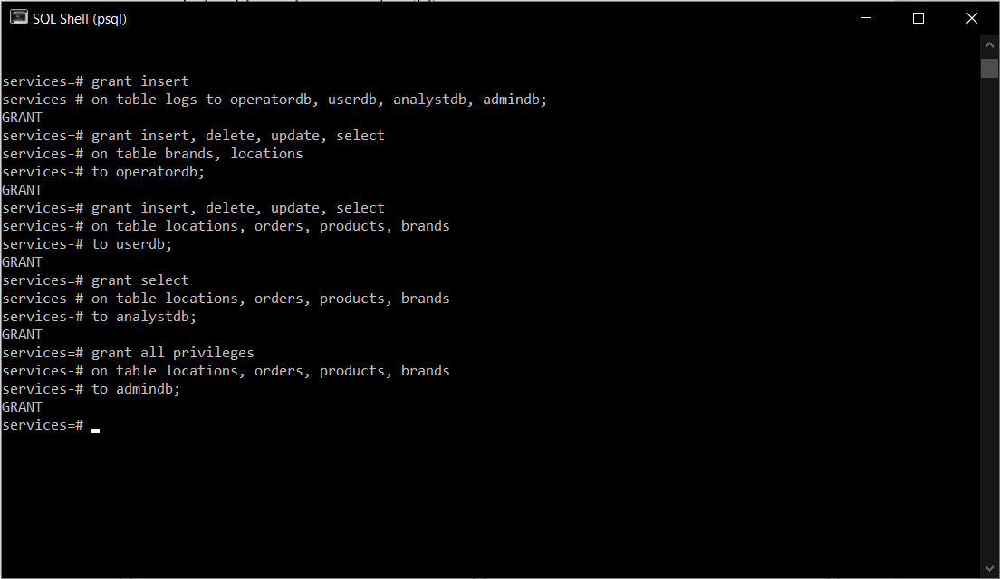 SQL Shell (psql)
services=# grant insert
services-# on table logs to operatordb, userdb, analystdb, admindb;
GRANT
services=# grant insert, delete, update, select
services-# on table brands, locations
services-# to operatordb;
GRANT
services=# grant insert, delete, update, select
services-# on table locations, orders, products, brands
services-# to userdb;
GRANT
services=# grant select
services-# on table locations, orders, products, brands
services-# to analystdb;
GRANT
services=# grant all privileges
services-# on table locations, orders, products, brands
services-# to admindb;
GRANT
services=#